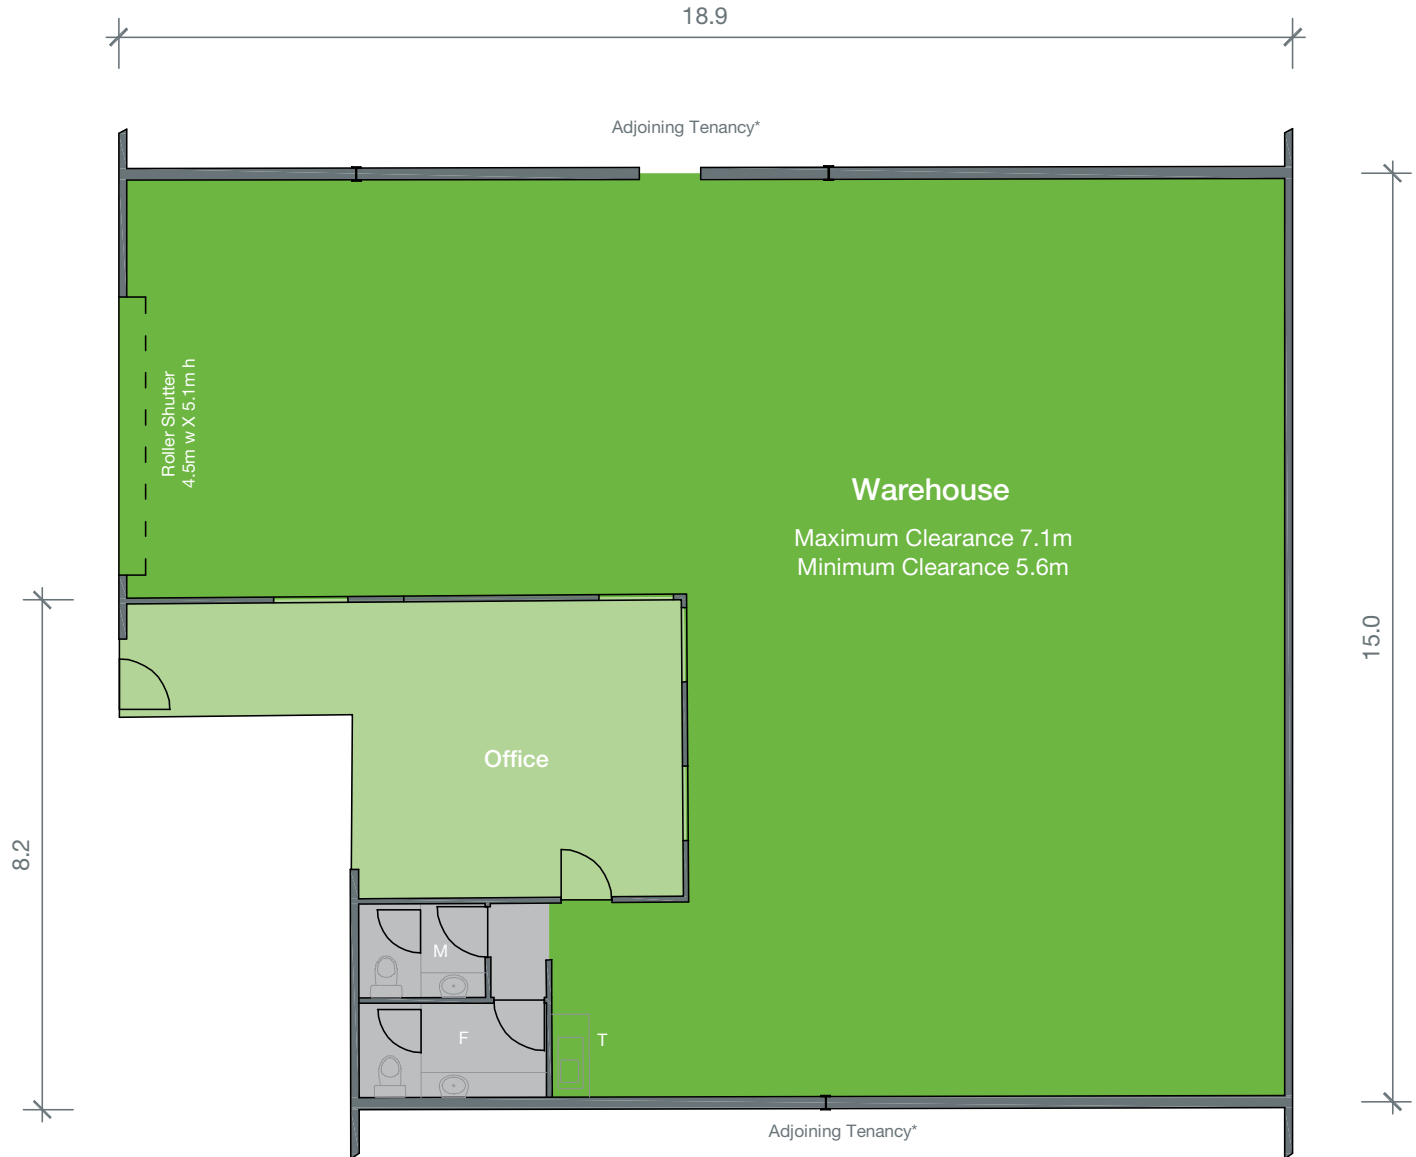 18.9
Adjoining Tenancy*
Roller Shutter
4.5m w X 5.1m h
Warehouse
Maximum Clearance 7.1m
Minimum Clearance 5.6m
15.0
Office
8.2
M
F
T
Adjoining Tenancy*